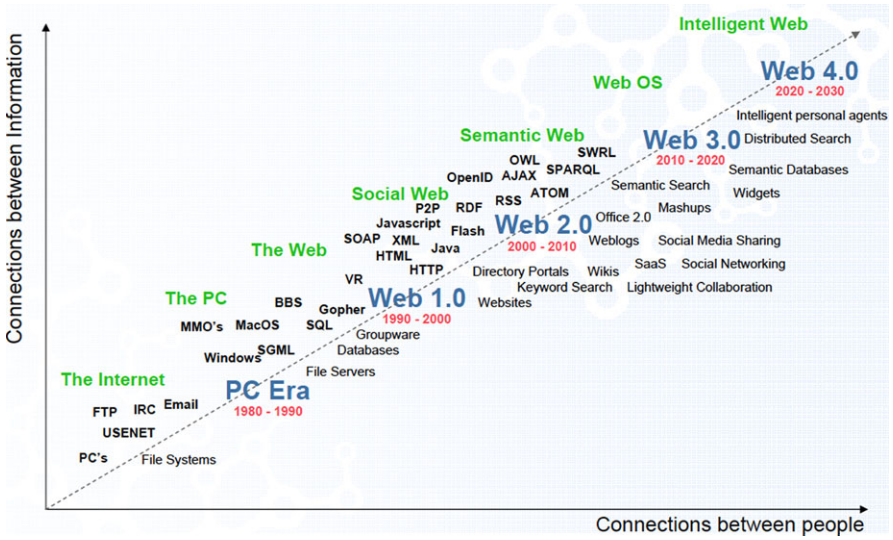 Intelligent Web
Web 4.0
2020 - 2030
Web OS
Intelligent personal agents
Semantic Web
Web 3.0
2010 - 2020
Distributed Search
SWRL
OWL
SPARQL
OpenID
AJAX
Semantic Databases
Semantic Search
Widgets
Social Web
ATOM
RSS
P2P
RDF
Mashups
Web 2.0
2000 - 2010
Office 2.0
Javascript
Flash
SOAP
XML
Java
HTML
HTTP
Weblogs
Social Media Sharing
The Web
VR
Directory Portals
Wikis
SaaS
Social Networking
Keyword Search
Lightweight Collaboration
Web 1.0
1990 - 2000
Websites
The PC
BBS
Gopher
MMO's
MacOS
SQL
Groupware
Windows
SGML
Databases
File Servers
The Internet
PC Era
1980 - 1990
FTP
IRC
Email
USENET
PC's
File Systems
Connections between Information
Connections between people